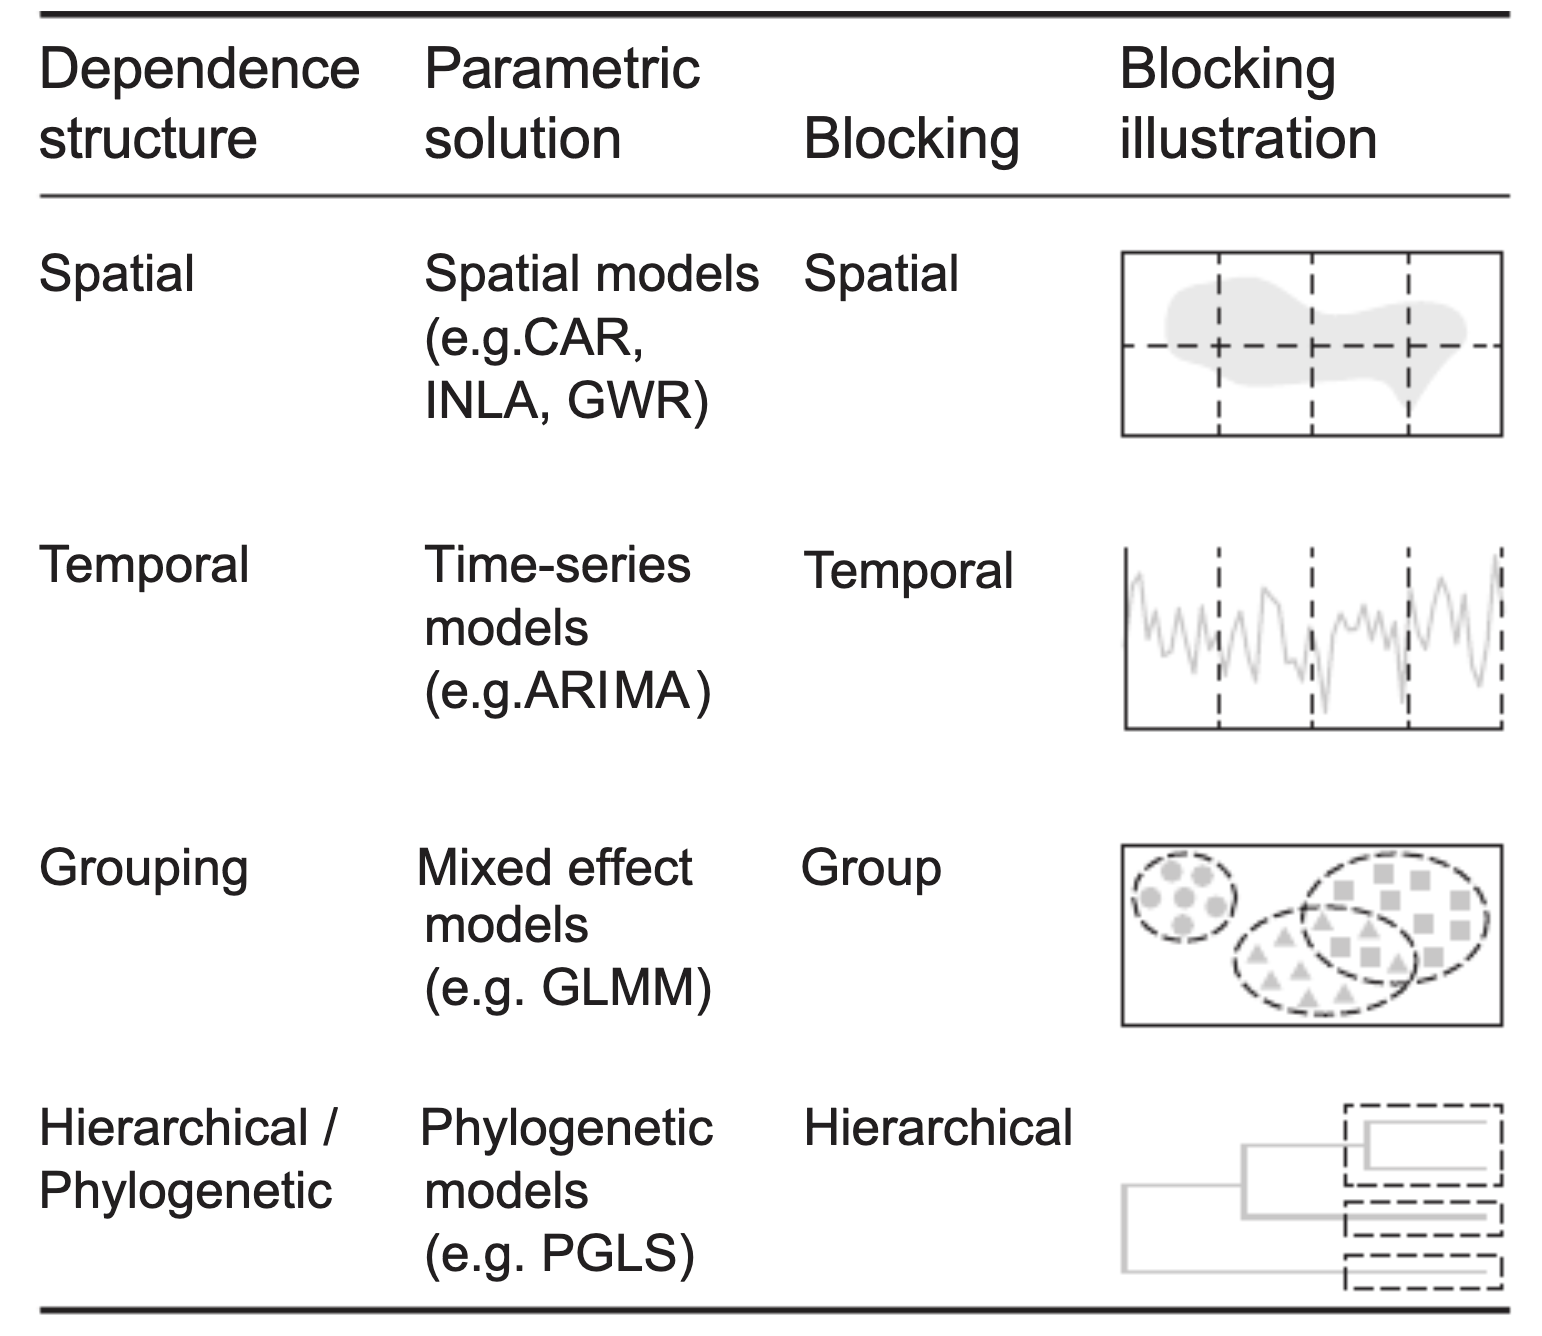 Dependence structure
Parametric solution
Blocking
Blocking illustration
Spatial
Spatial models
(e.g.CAR,
INLA, GWR)
Spatial
Temporal
Time-series
models
(e.g.ARIMA)
Temporal
Grouping
Mixed effect
models
(e.g. GLMM)
Group
Hierarchical /
Phylogenetic
Phylogenetic
models
(e.g. PGLS)
Hierarchical